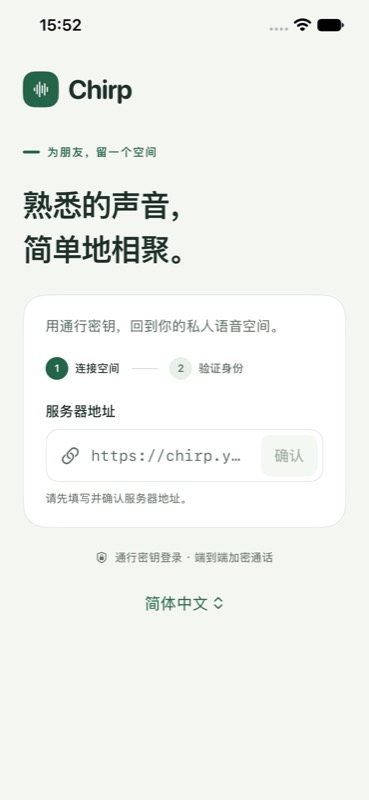 15:52
Chirp
为朋友，留一个空间
熟悉的声音，
简单地相聚。
用通行密钥，回到你的私人语音空间。
1 连接空间 2 验证身份
服务器地址
https://chirp.y… 确认
请先填写并确认服务器地址。
通行密钥登录 · 端到端加密通话
简体中文